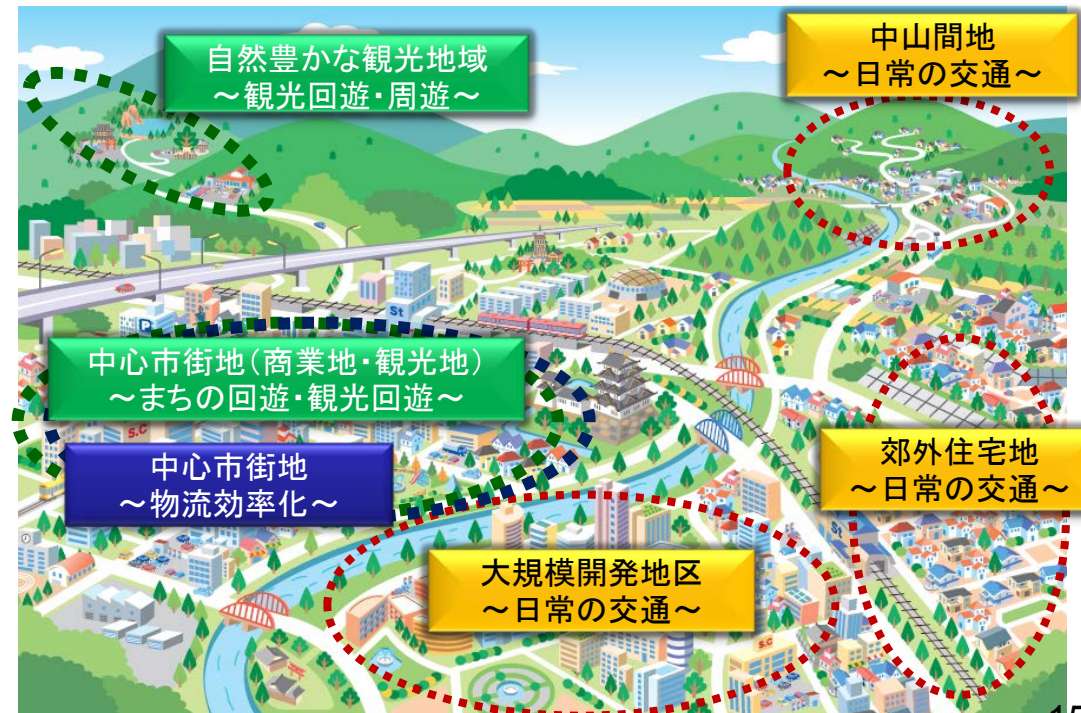 自然豊かな観光地域
～観光回遊・周遊～
中山間地
～日常の交通～
St
P
中心市街地(商業地・観光地)
～まちの回遊・観光回遊～
S.C
中心市街地
～物流効率化～
郊外住宅地
～日常の交通～
St
大規模開発地区
～日常の交通～
S.C
15